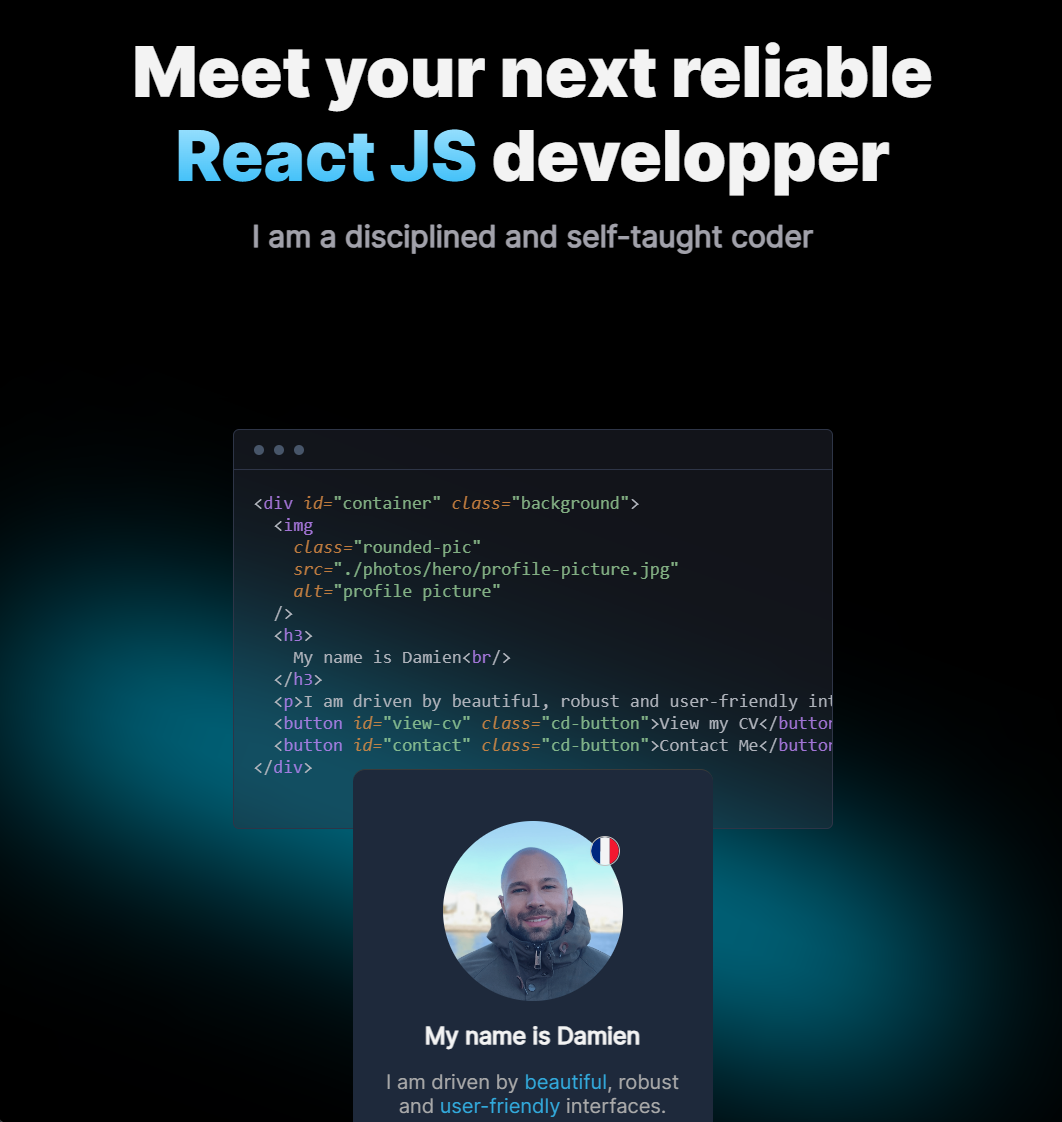 Meet your next reliable
React JS developper
I am a disciplined and self-taught coder
<div id="container" class="background">
<img
class="rounded-pic"
src="./photos/hero/profile-picture.jpg"
alt="profile picture"
/>
<h3>
My name is Damien<br/>
</h3>
<p>I am driven by beautiful, robust and user-friendly int
<button id="view-cv" class="cd-button">View my CV</button
<button id="contact" class="cd-button">Contact Me</button
</div>
My name is Damien
I am driven by beautiful, robust
and user-friendly interfaces.